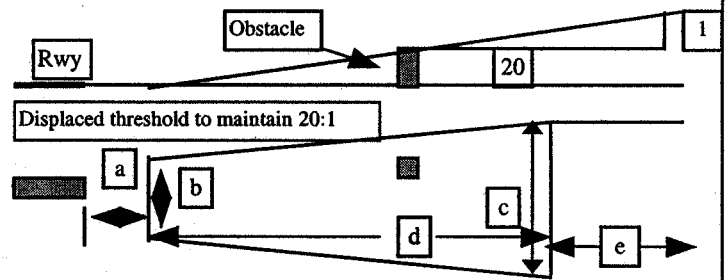 Obstacle
1
Rwy
20
Displaced threshold to maintain 20:1
a
b
c
d
e